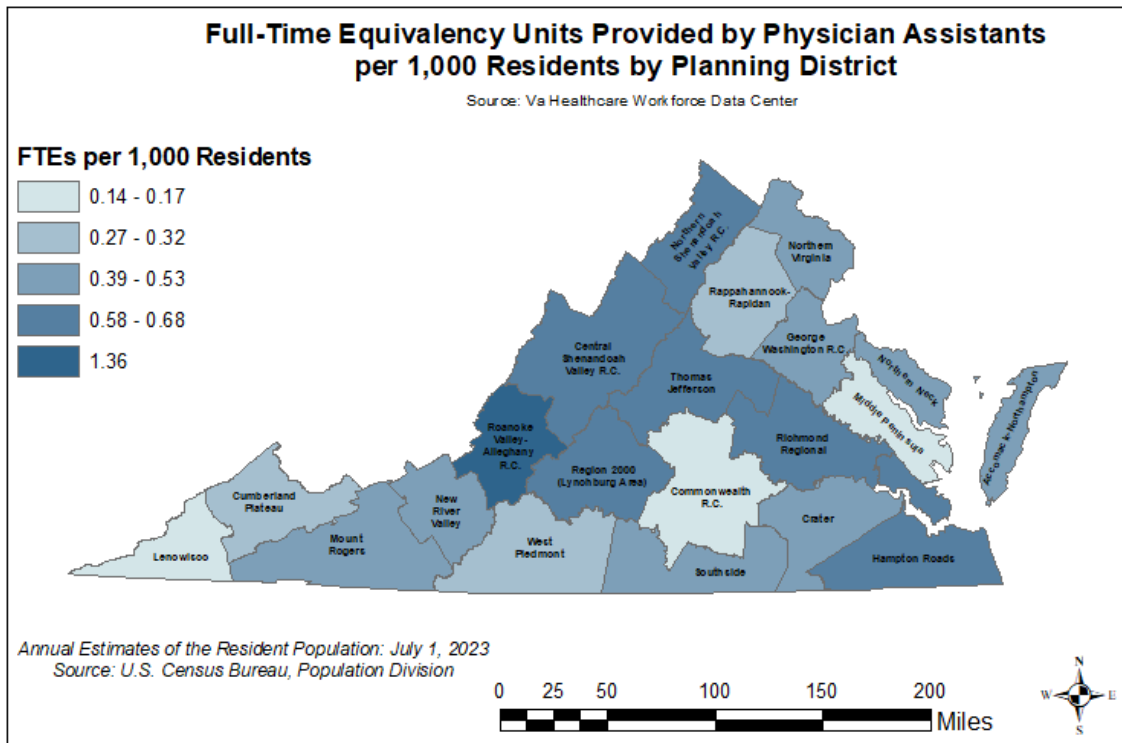 Full-Time Equivalency Units Provided by Physician Assistants
per 1,000 Residents by Planning District
Source: Va Healthcare Workforce Data Center
FTEs per 1,000 Residents
0.14 - 0.17
0.27 - 0.32
0.39 - 0.53
0.58 - 0.68
1.36
Northern
Shenandoah
Valley R.C.
Northern
Virginia
Rappahannock-
Rapidan
George
Washington R.C.
Northern Neck
Middle Peninsula
Accomack-Northampton
Central
Shenandoah
Valley R.C.
Thomas
Jefferson
Richmond
Regional
Roanoke
Valley-
Alleghany
R.C.
Region 2000
(Lynchburg Area)
Commonwealth
R.C.
Cumberland
Plateau
New
River
Valley
Crater
Lenowisco
Mount
Rogers
West
Piedmont
Southside
Hampton Roads
Annual Estimates of the Resident Population: July 1, 2023
Source: U.S. Census Bureau, Population Division
0 25 50 100 150 200
Miles
N
W E
S